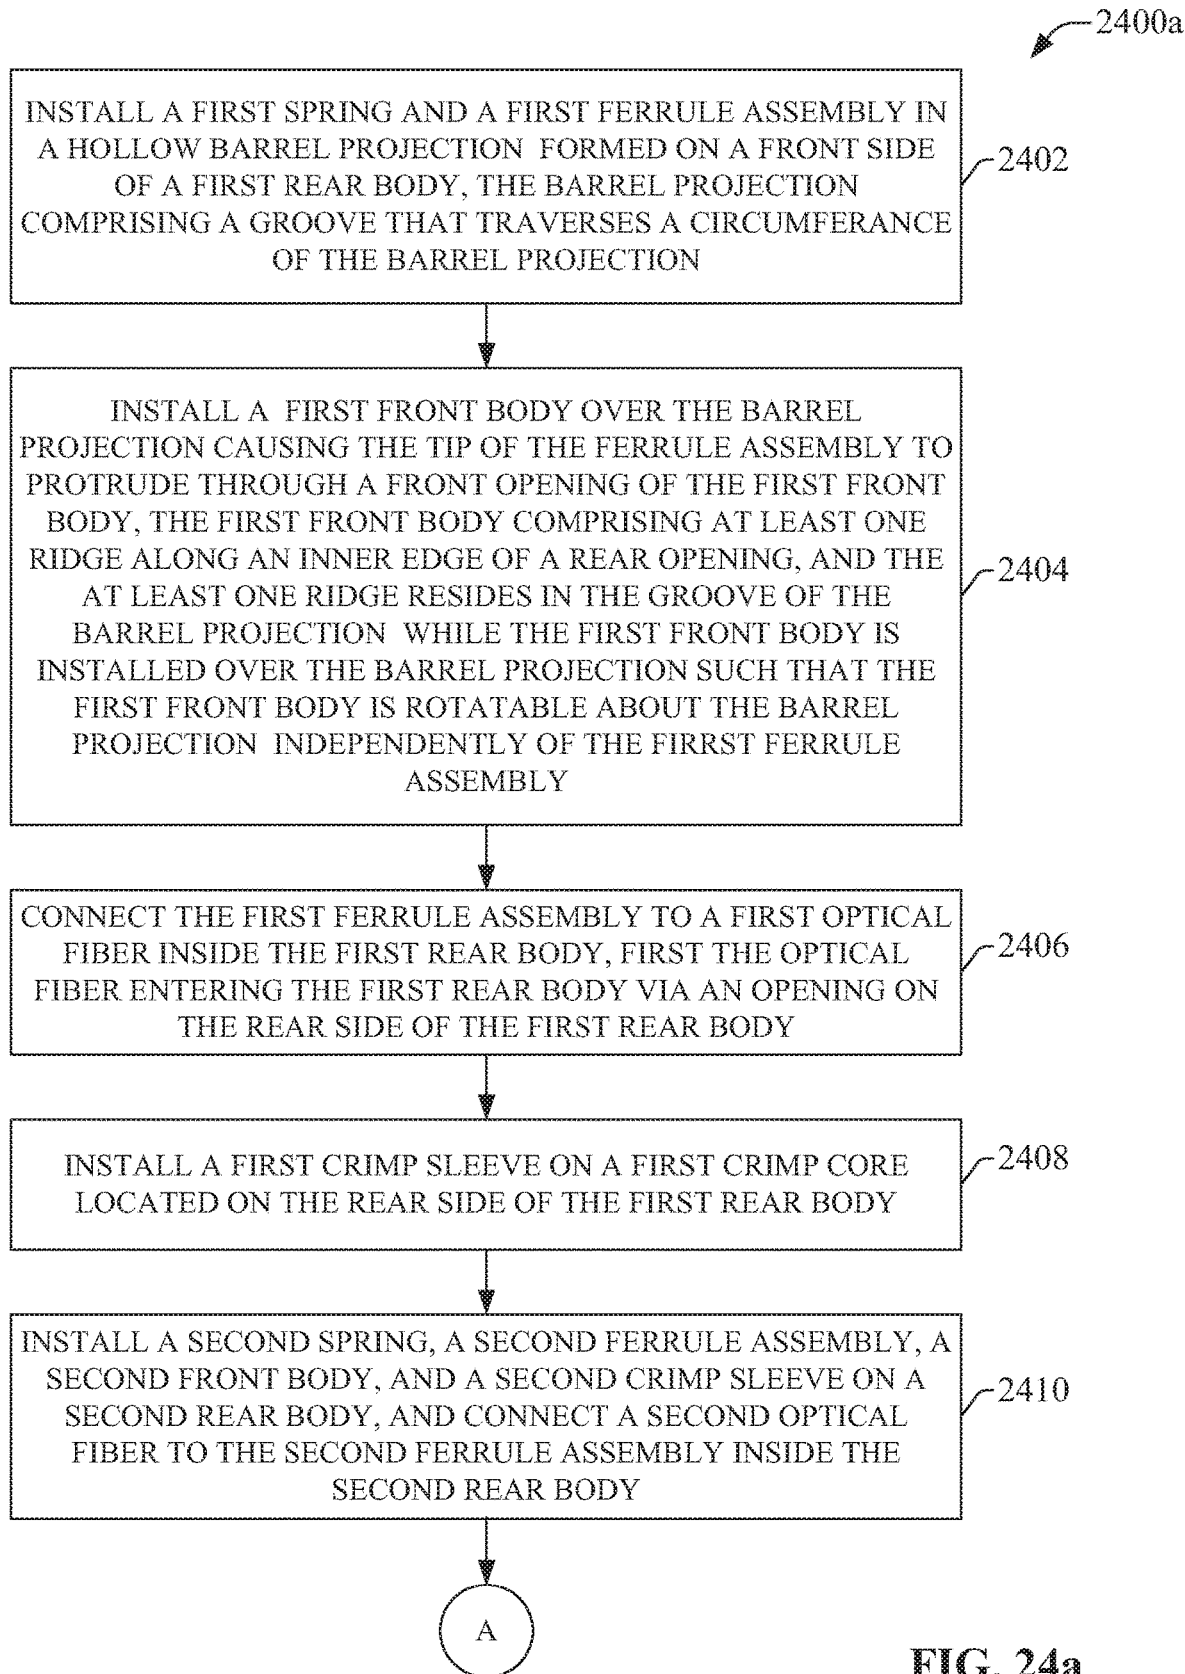 2400a
INSTALL A FIRST SPRING AND A FIRST FERRULE ASSEMBLY IN
A HOLLOW BARREL PROJECTION FORMED ON A FRONT SIDE
OF A FIRST REAR BODY, THE BARREL PROJECTION
COMPRISING A GROOVE THAT TRAVERSES A CIRCUMFERANCE
OF THE BARREL PROJECTION
2402
INSTALL A FIRST FRONT BODY OVER THE BARREL
PROJECTION CAUSING THE TIP OF THE FERRULE ASSEMBLY TO
PROTRUDE THROUGH A FRONT OPENING OF THE FIRST FRONT
BODY, THE FIRST FRONT BODY COMPRISING AT LEAST ONE
RIDGE ALONG AN INNER EDGE OF A REAR OPENING, AND THE
AT LEAST ONE RIDGE RESIDES IN THE GROOVE OF THE
BARREL PROJECTION WHILE THE FIRST FRONT BODY IS
INSTALLED OVER THE BARREL PROJECTION SUCH THAT THE
FIRST FRONT BODY IS ROTATABLE ABOUT THE BARREL
PROJECTION INDEPENDENTLY OF THE FIRRST FERRULE
ASSEMBLY
2404
CONNECT THE FIRST FERRULE ASSEMBLY TO A FIRST OPTICAL
FIBER INSIDE THE FIRST REAR BODY, FIRST THE OPTICAL
FIBER ENTERING THE FIRST REAR BODY VIA AN OPENING ON
THE REAR SIDE OF THE FIRST REAR BODY
2406
INSTALL A FIRST CRIMP SLEEVE ON A FIRST CRIMP CORE
LOCATED ON THE REAR SIDE OF THE FIRST REAR BODY
2408
INSTALL A SECOND SPRING, A SECOND FERRULE ASSEMBLY, A
SECOND FRONT BODY, AND A SECOND CRIMP SLEEVE ON A
SECOND REAR BODY, AND CONNECT A SECOND OPTICAL
FIBER TO THE SECOND FERRULE ASSEMBLY INSIDE THE
SECOND REAR BODY
2410
A
FIG. 24a